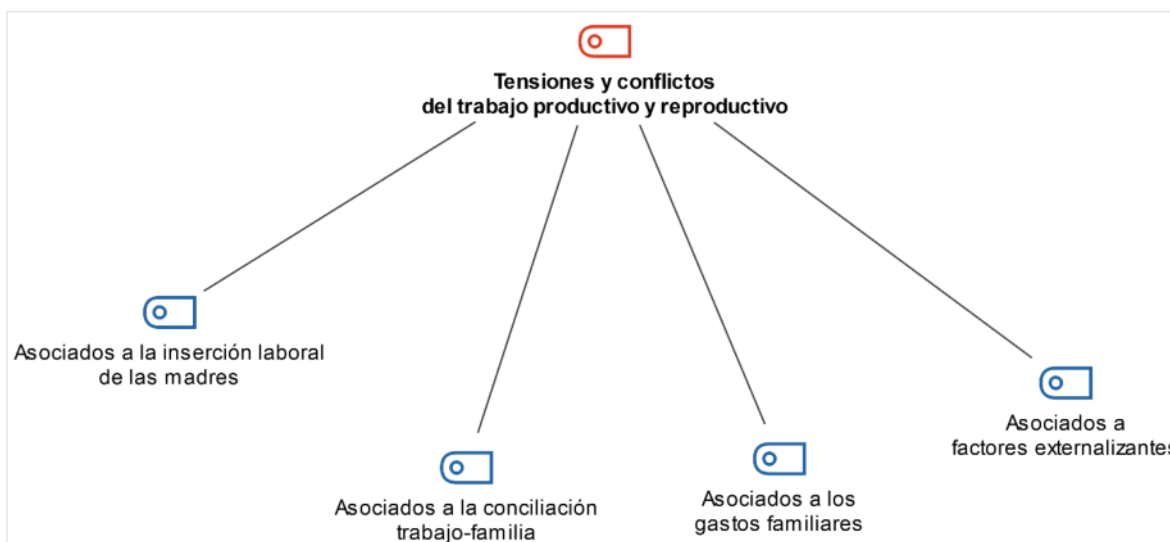 Tensiones y conflictos
del trabajo productivo y reproductivo
Asociados a la inserción laboral
de las madres
Asociados a la conciliación
trabajo-familia
Asociados a los
gastos familiares
Asociados a
factores externalizantes